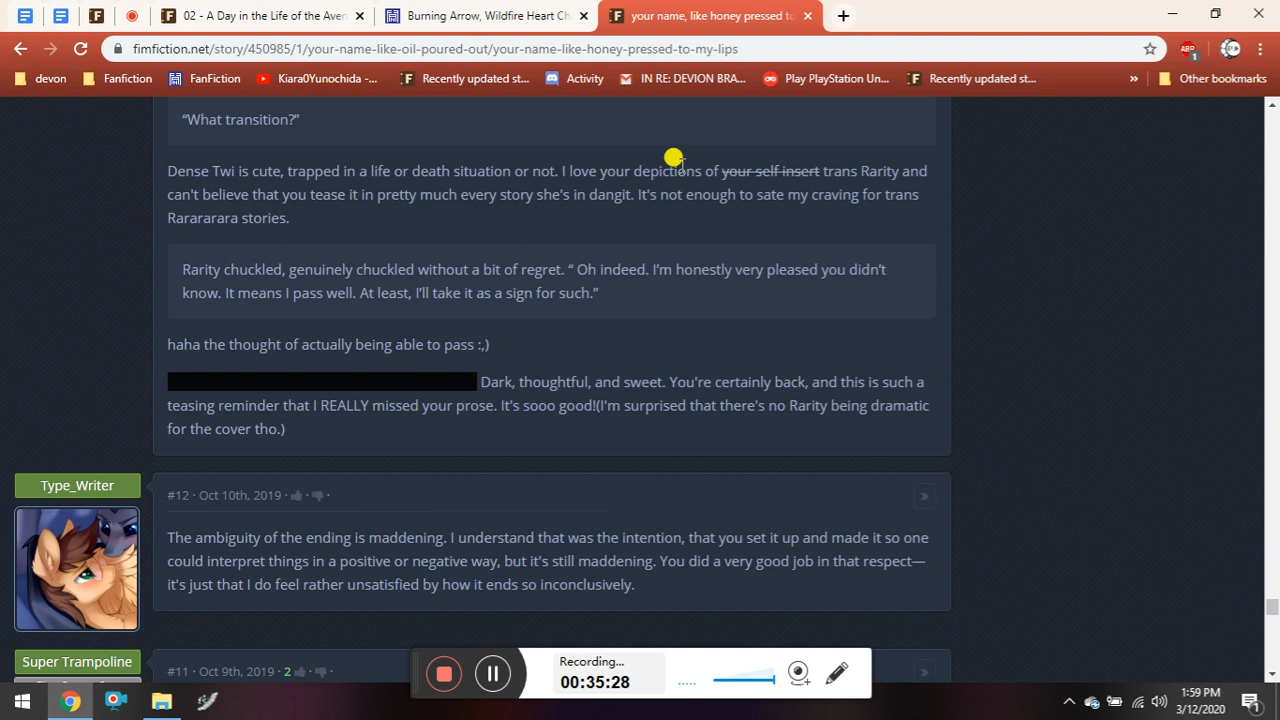 02 - A Day in the Life of the Aver
Burning Arrow, Wildfire Heart Ch
your name, like honey pressed to
fimfiction.net/story/450985/1/your-name-like-oil-poured-out/your-name-like-honey-pressed-to-my-lips
devon
Fanfiction
FanFiction
Kiara0Yunochida -...
Recently updated st...
Activity
IN RE: DEVION BRA...
Play PlayStation Un...
Recently updated st...
»
Other bookmarks
“What transition?”
Dense Twi is cute, trapped in a life or death situation or not. I love your depictions of your self insert trans Rarity and
can't believe that you tease it in pretty much every story she's in dangit. It's not enough to sate my craving for trans
Rarararara stories.
Rarity chuckled, genuinely chuckled without a bit of regret. “ Oh indeed. I’m honestly very pleased you didn’t
know. It means I pass well. At least, I’ll take it as a sign for such.”
haha the thought of actually being able to pass :,)
Dark, thoughtful, and sweet. You're certainly back, and this is such a
teasing reminder that I REALLY missed your prose. It's sooo good!(I'm surprised that there's no Rarity being dramatic
for the cover tho.)
Type_Writer
#12 · Oct 10th, 2019 ·
The ambiguity of the ending is maddening. I understand that was the intention, that you set it up and made it so one
could interpret things in a positive or negative way, but it's still maddening. You did a very good job in that respect—
it's just that I do feel rather unsatisfied by how it ends so inconclusively.
Super Trampoline
#11 · Oct 9th, 2019 · 2
Recording...
00:35:28
1:59 PM
3/12/2020